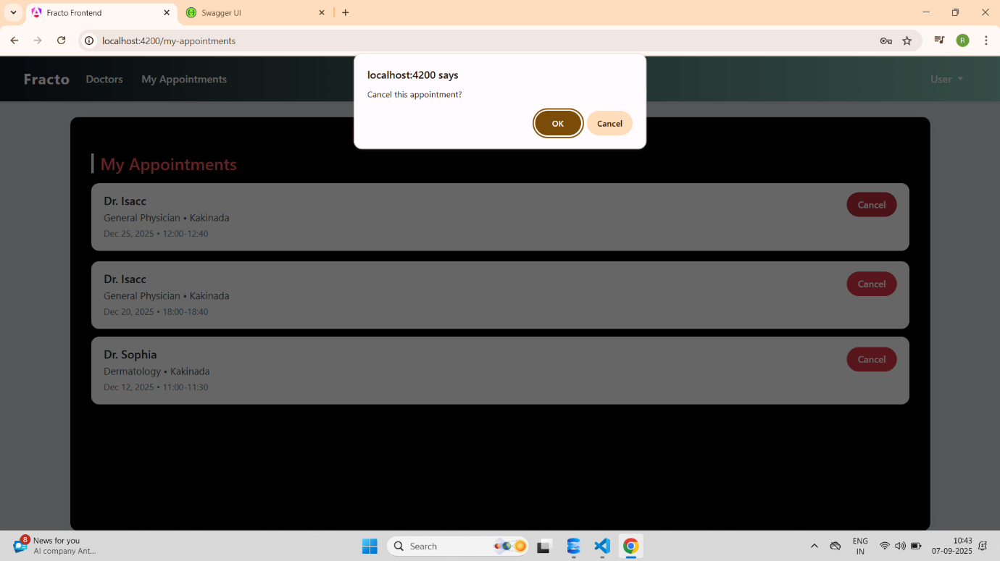 Fracto Frontend
Swagger UI
localhost:4200/my-appointments
R
localhost:4200 says
Cancel this appointment?
OK
Cancel
Fracto
Doctors
My Appointments
User
My Appointments
Dr. Isacc
Cancel
General Physician • Kakinada
Dec 25, 2025 • 12:00-12:40
Dr. Isacc
Cancel
General Physician • Kakinada
Dec 20, 2025 • 18:00-18:40
Dr. Sophia
Cancel
Dermatology • Kakinada
Dec 12, 2025 • 11:00-11:30
8
News for you
AI company Ant...
Search
ENG
IN
10:43
07-09-2025